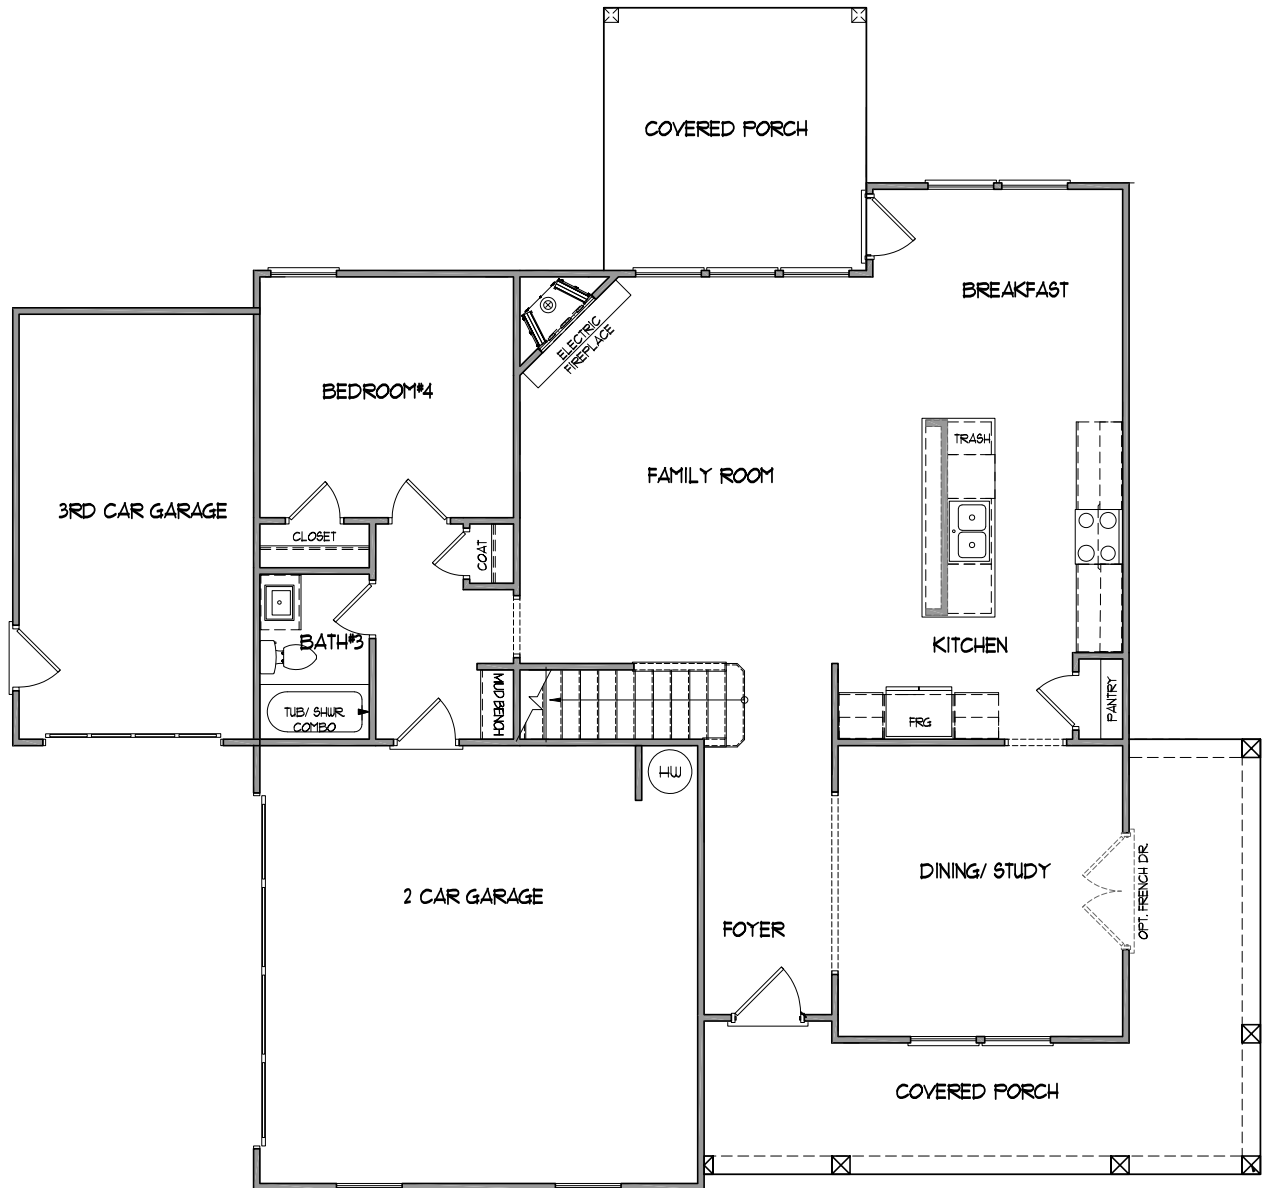 COVERED PORCH
BREAKFAST
ELECTRIC
FIREPLACE
BEDROOM#4
TRASH
FAMILY ROOM
3RD CAR GARAGE
CLOSET
COAT
BATH#3
KITCHEN
MUD BENCH
PANTRY
TUB/ SHWR
COMBO
FRG
HW
DINING/ STUDY
OPT. FRENCH DR.
2 CAR GARAGE
FOYER
COVERED PORCH